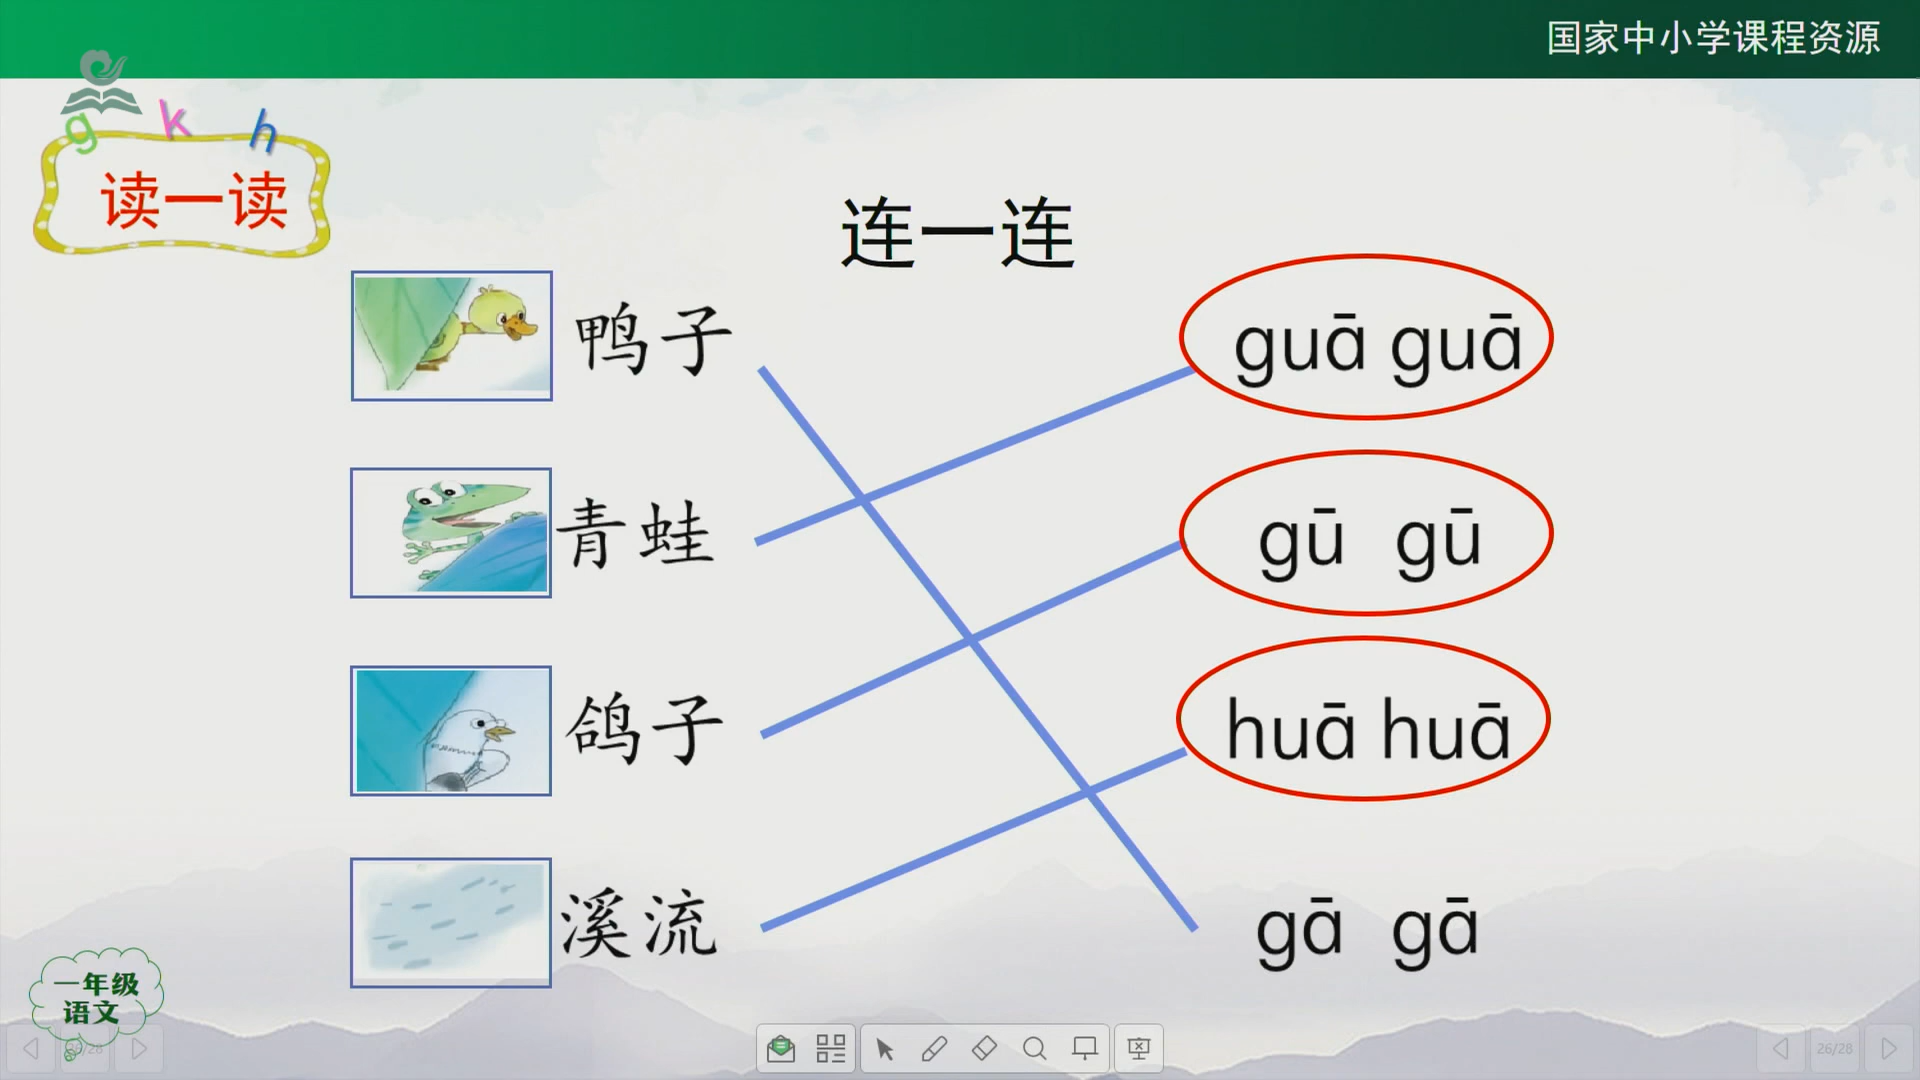 国家中小学课程资源
g k h
读一读
连一连
鸭子
guā guā
青蛙
gū gū
鸽子
huā huā
溪流
gā gā
一年级
语文
26/28